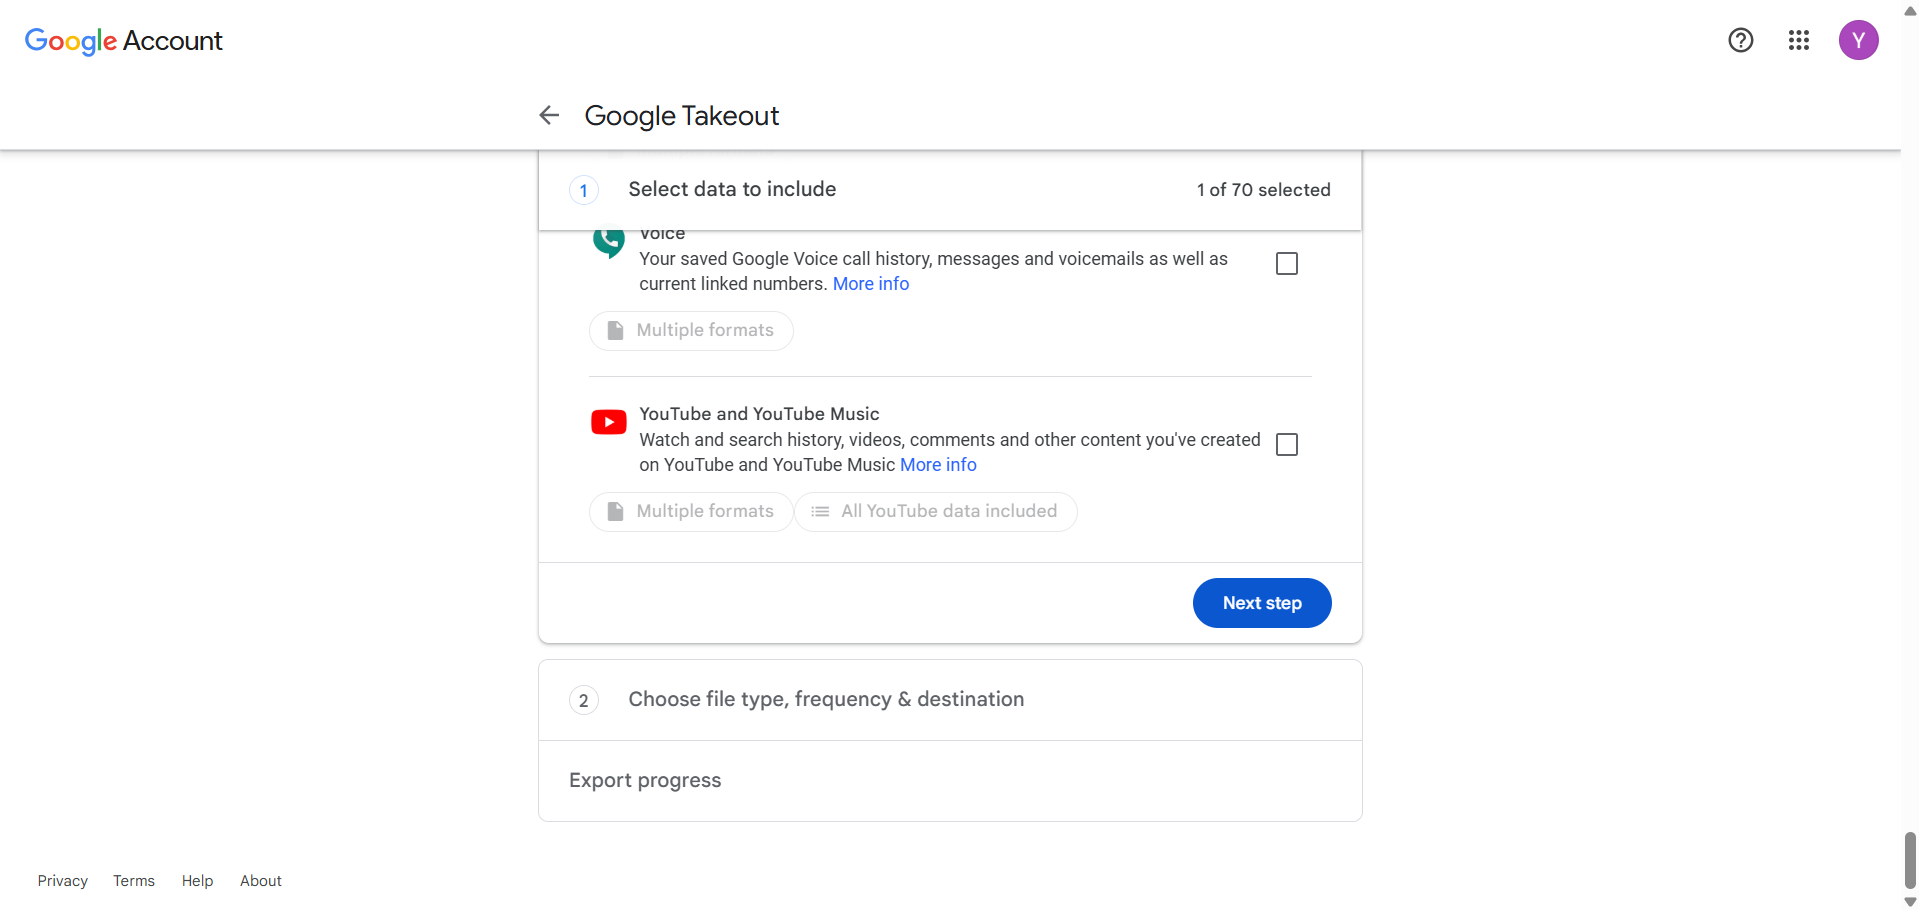 Google Account
Y
Google Takeout
1 Select data to include 1 of 70 selected
Voice
Your saved Google Voice call history, messages and voicemails as well as
current linked numbers. More info
Multiple formats
YouTube and YouTube Music
Watch and search history, videos, comments and other content you've created
on YouTube and YouTube Music More info
Multiple formats All YouTube data included
Next step
2 Choose file type, frequency & destination
Export progress
Privacy Terms Help About